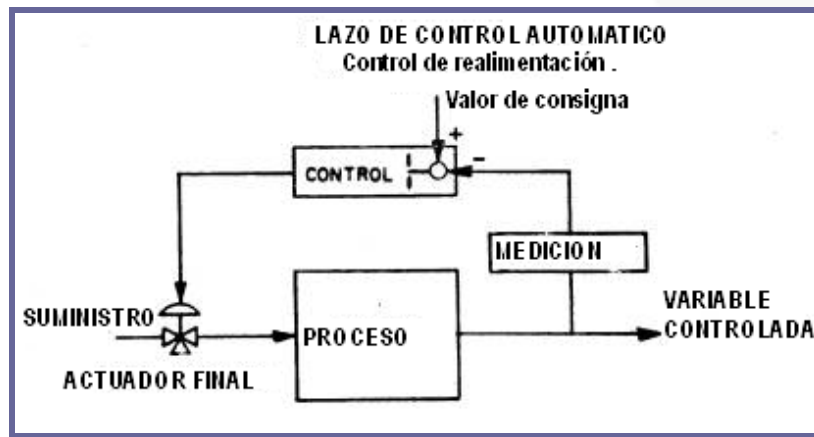 LAZO DE CONTROL AUTOMATICO
Control de realimentación .
Valor de consigna
+
-
CONTROL
MEDICION
SUMINISTRO
PROCESO
VARIABLE
CONTROLADA
ACTUADOR FINAL